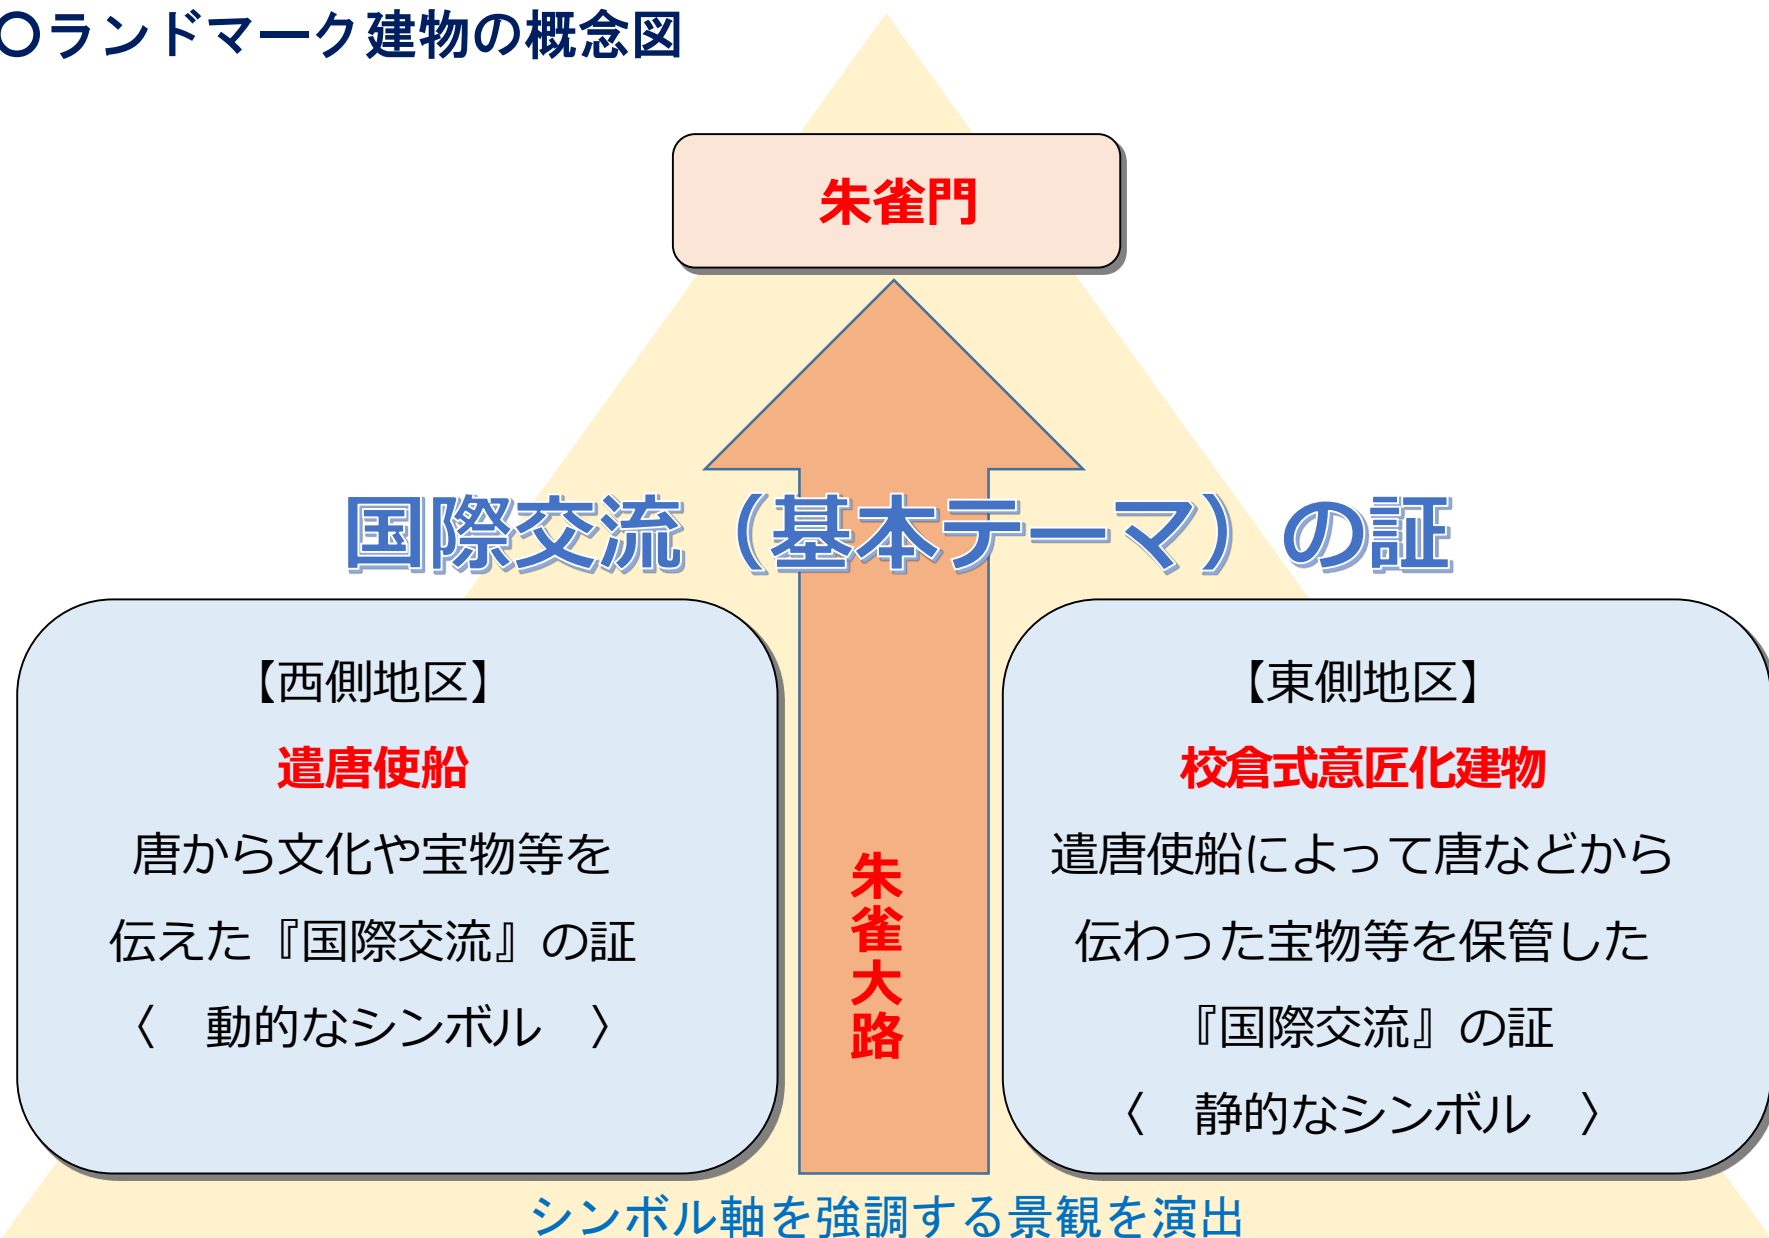 〇ランドマーク建物の概念図
朱雀門
国際交流（基本テーマ）の証
【西側地区】
遣唐使船
唐から文化や宝物等を
伝えた『国際交流』の証
〈　動的なシンボル　〉
朱雀大路
【東側地区】
校倉式意匠化建物
遣唐使船によって唐などから
伝わった宝物等を保管した
『国際交流』の証
〈　静的なシンボル　〉
シンボル軸を強調する景観を演出